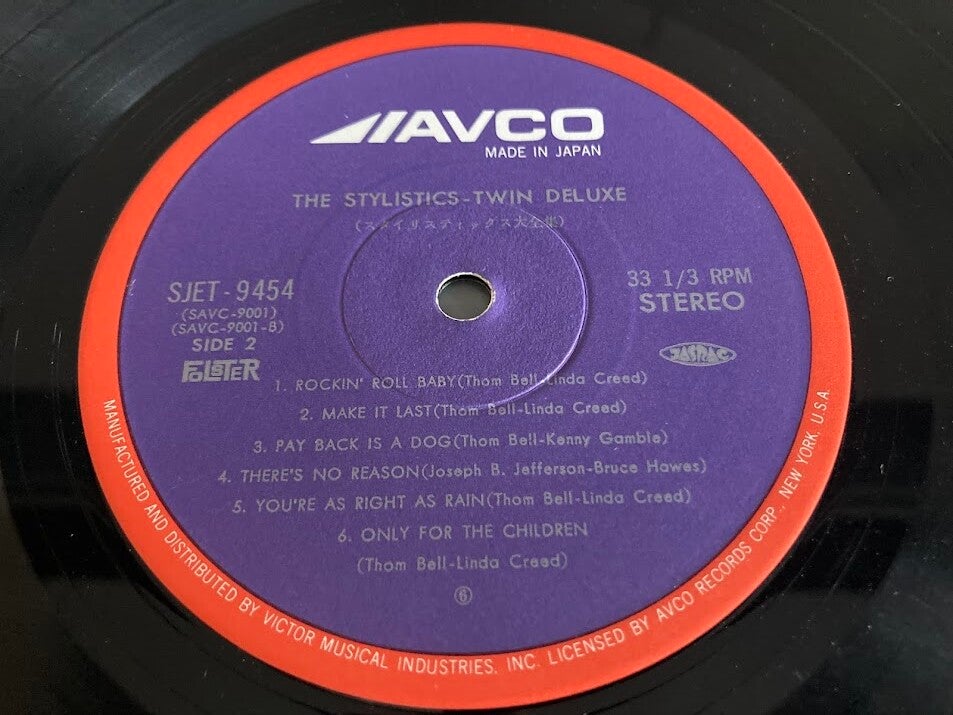 AVCO
MADE IN JAPAN
THE STYLISTICS-TWIN DELUXE
(スタイリスティックス大全集)
SJET-9454
(SAVC-9001)
(SAVC-9001-B)
SIDE 2
33 1/3 RPM
STEREO
FOLSTER
JASRAC
1. ROCKIN' ROLL BABY(Thom Bell-Linda Creed)
2. MAKE IT LAST(Thom Bell-Linda Creed)
3. PAY BACK IS A DOG(Thom Bell-Kenny Gamble)
4. THERE'S NO REASON(Joseph B. Jefferson-Bruce Hawes)
5. YOU'RE AS RIGHT AS RAIN(Thom Bell-Linda Creed)
6. ONLY FOR THE CHILDREN
(Thom Bell-Linda Creed)
⑥
MANUFACTURED AND DISTRIBUTED BY VICTOR MUSICAL INDUSTRIES, INC. LICENSED BY AVCO RECORDS CORP., NEW YORK, U.S.A.